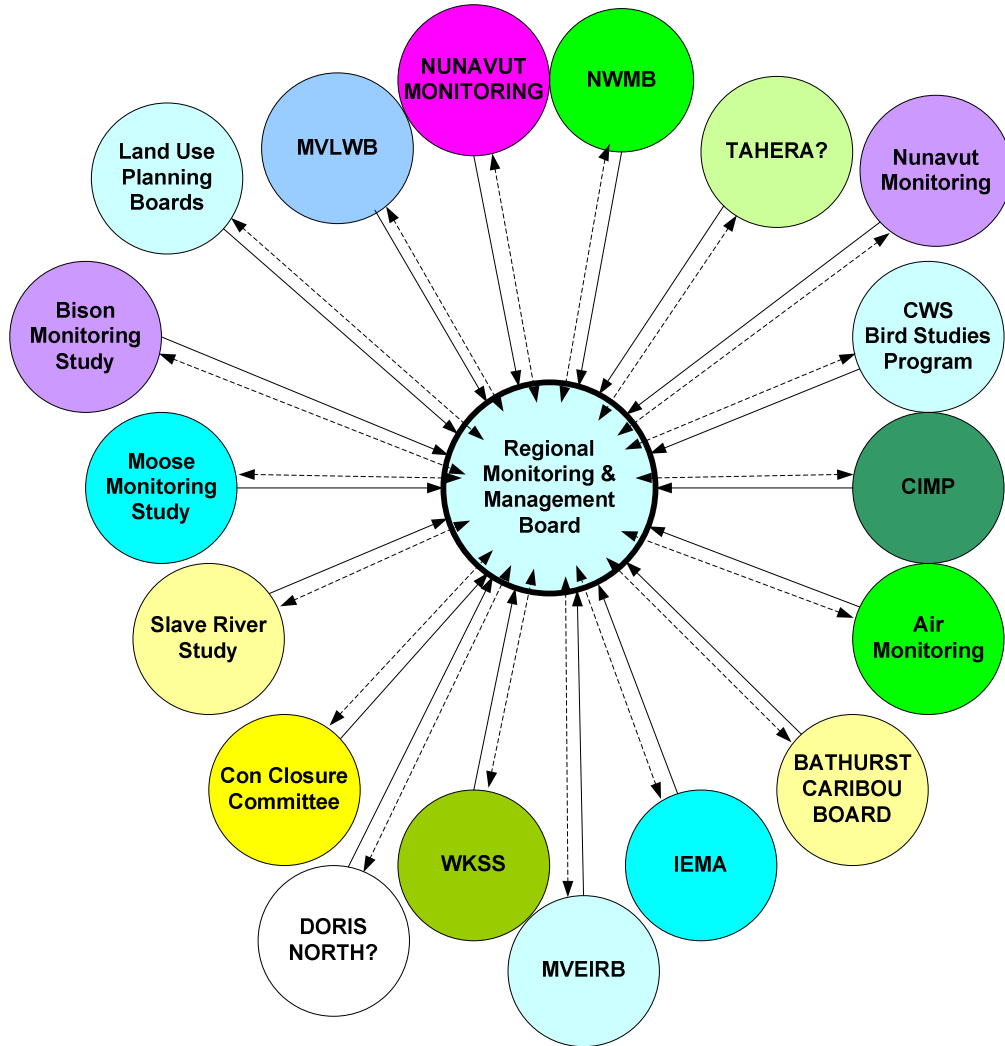 NUNAVUT
MONITORING
NWMB
MVLWB
TAHERA?
Land Use
Planning
Boards
Nunavut
Monitoring
Bison
Monitoring
Study
CWS
Bird Studies
Program
Moose
Monitoring
Study
Regional
Monitoring &
Management
Board
CIMP
Slave River
Study
Air
Monitoring
Con Closure
Committee
BATHURST
CARIBOU
BOARD
WKSS
IEMA
DORIS
NORTH?
MVEIRB